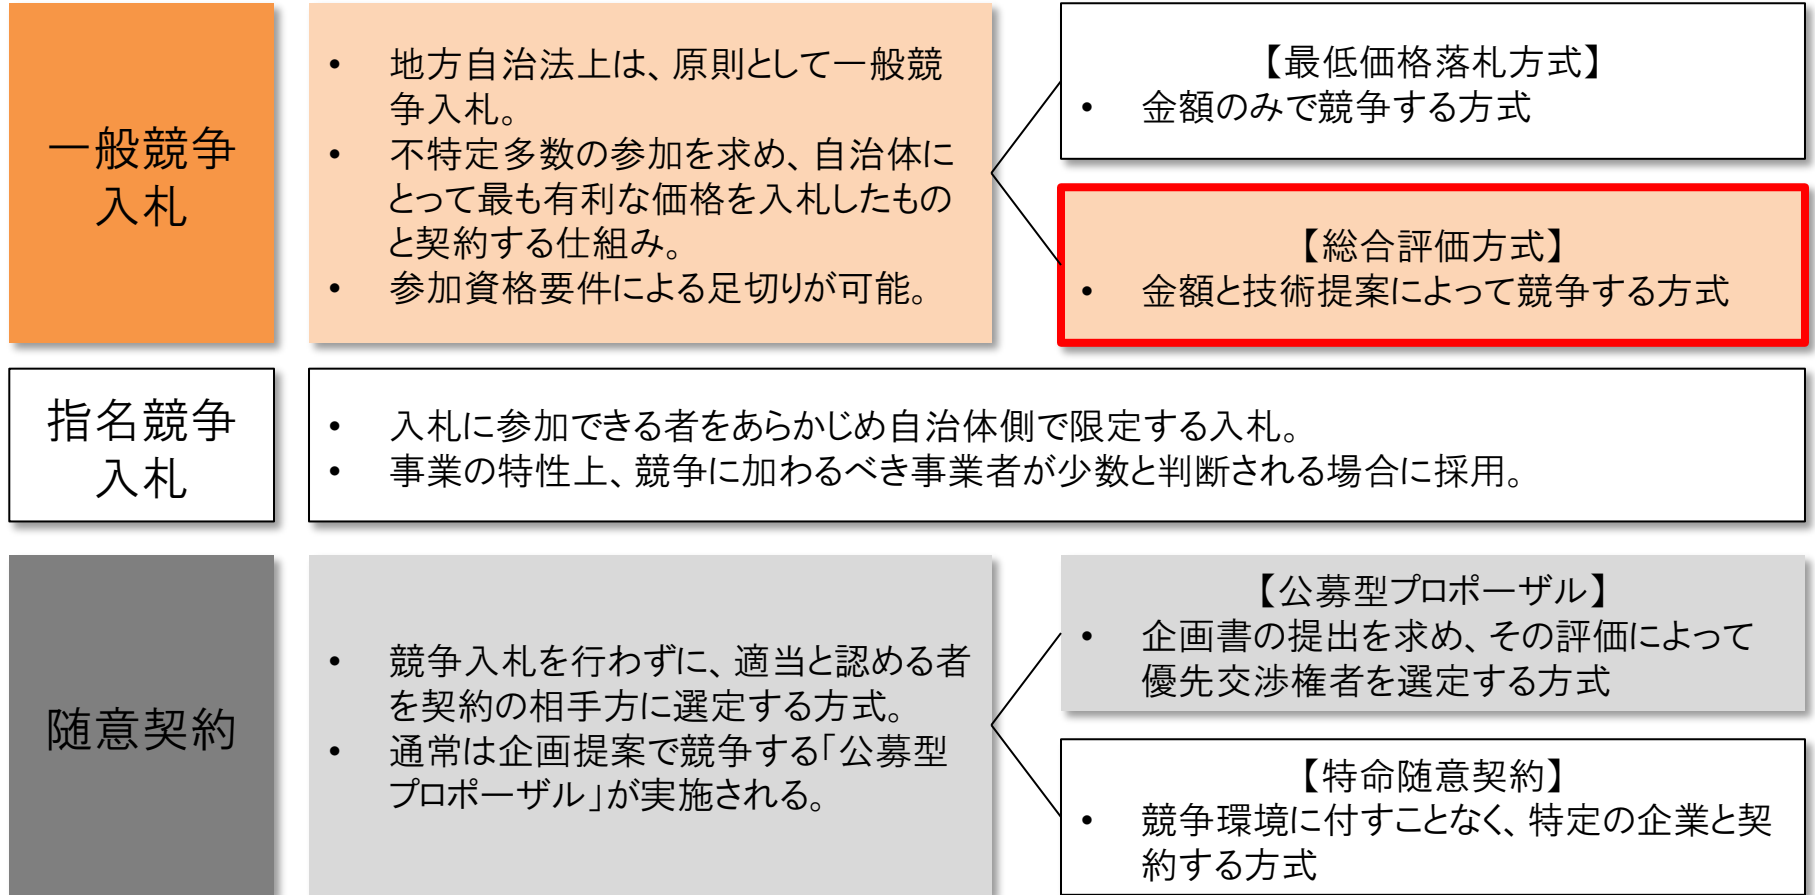 一般競争
入札
• 地方自治法上は、原則として一般競
争入札。
• 不特定多数の参加を求め、自治体に
とって最も有利な価格を入札したもの
と契約する仕組み。
• 参加資格要件による足切りが可能。
【最低価格落札方式】
• 金額のみで競争する方式
【総合評価方式】
• 金額と技術提案によって競争する方式
指名競争
入札
• 入札に参加できる者をあらかじめ自治体側で限定する入札。
• 事業の特性上、競争に加わるべき事業者が少数と判断される場合に採用。
随意契約
• 競争入札を行わずに、適当と認める者
を契約の相手方に選定する方式。
• 通常は企画提案で競争する「公募型
プロポーザル」が実施される。
【公募型プロポーザル】
• 企画書の提出を求め、その評価によって
優先交渉権者を選定する方式
【特命随意契約】
• 競争環境に付すことなく、特定の企業と契
約する方式